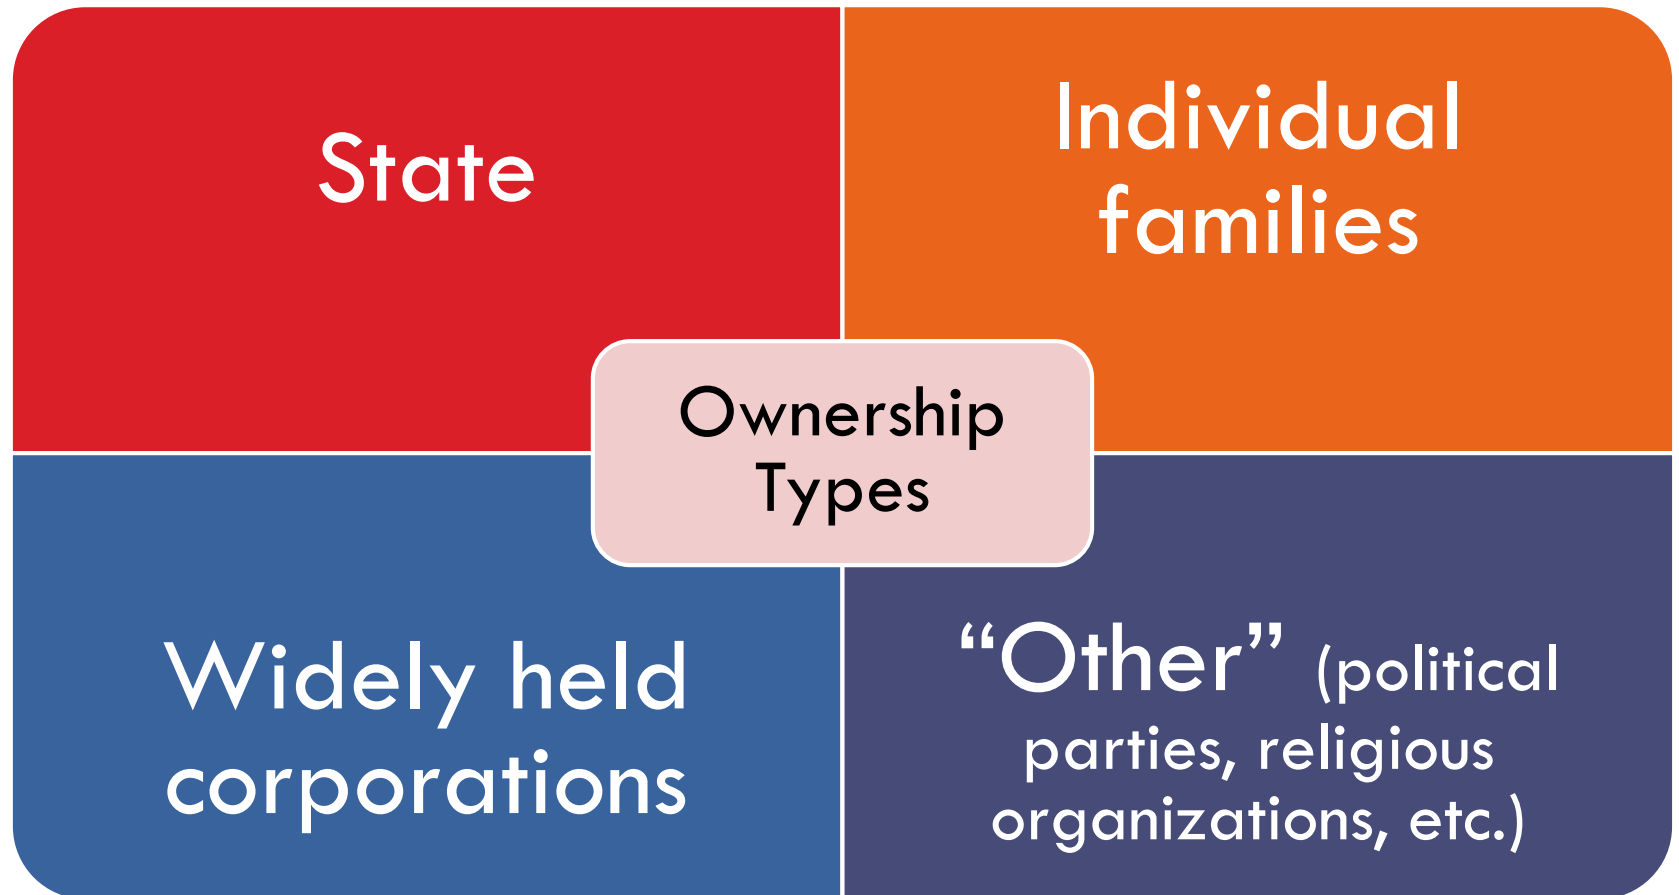 State
Individual
families
Ownership
Types
Widely held
corporations
“Other” (political
parties, religious
organizations, etc.)